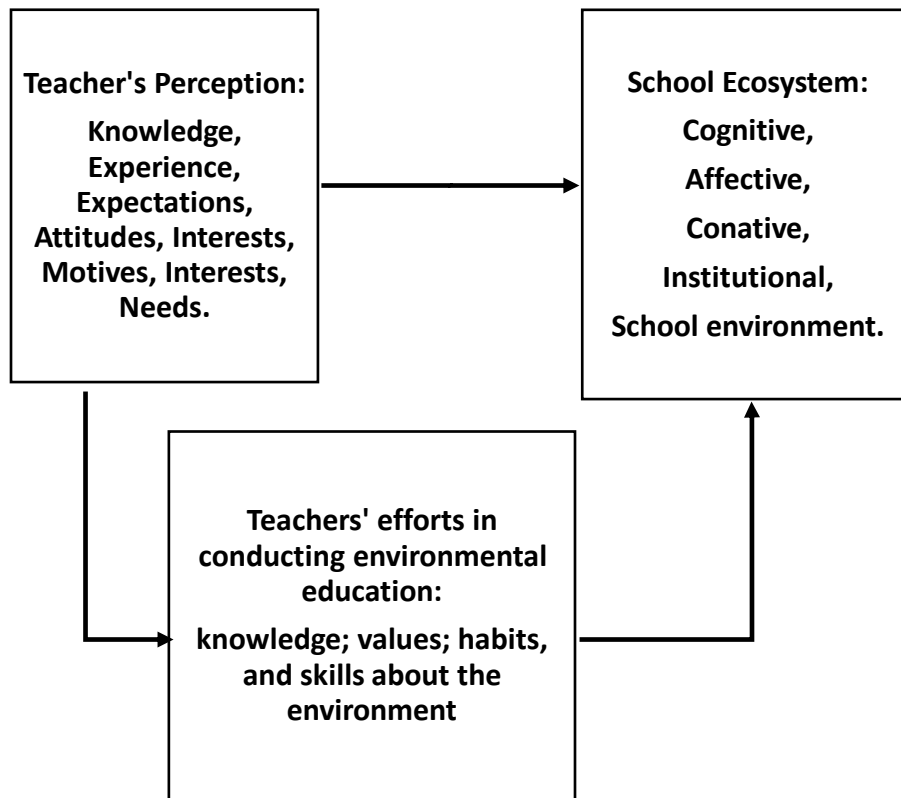 Teacher's Perception:
Knowledge,
Experience,
Expectations,
Attitudes, Interests,
Motives, Interests,
Needs.
School Ecosystem:
Cognitive,
Affective,
Conative,
Institutional,
School environment.
Teachers' efforts in
conducting environmental
education:
knowledge; values; habits,
and skills about the
environment